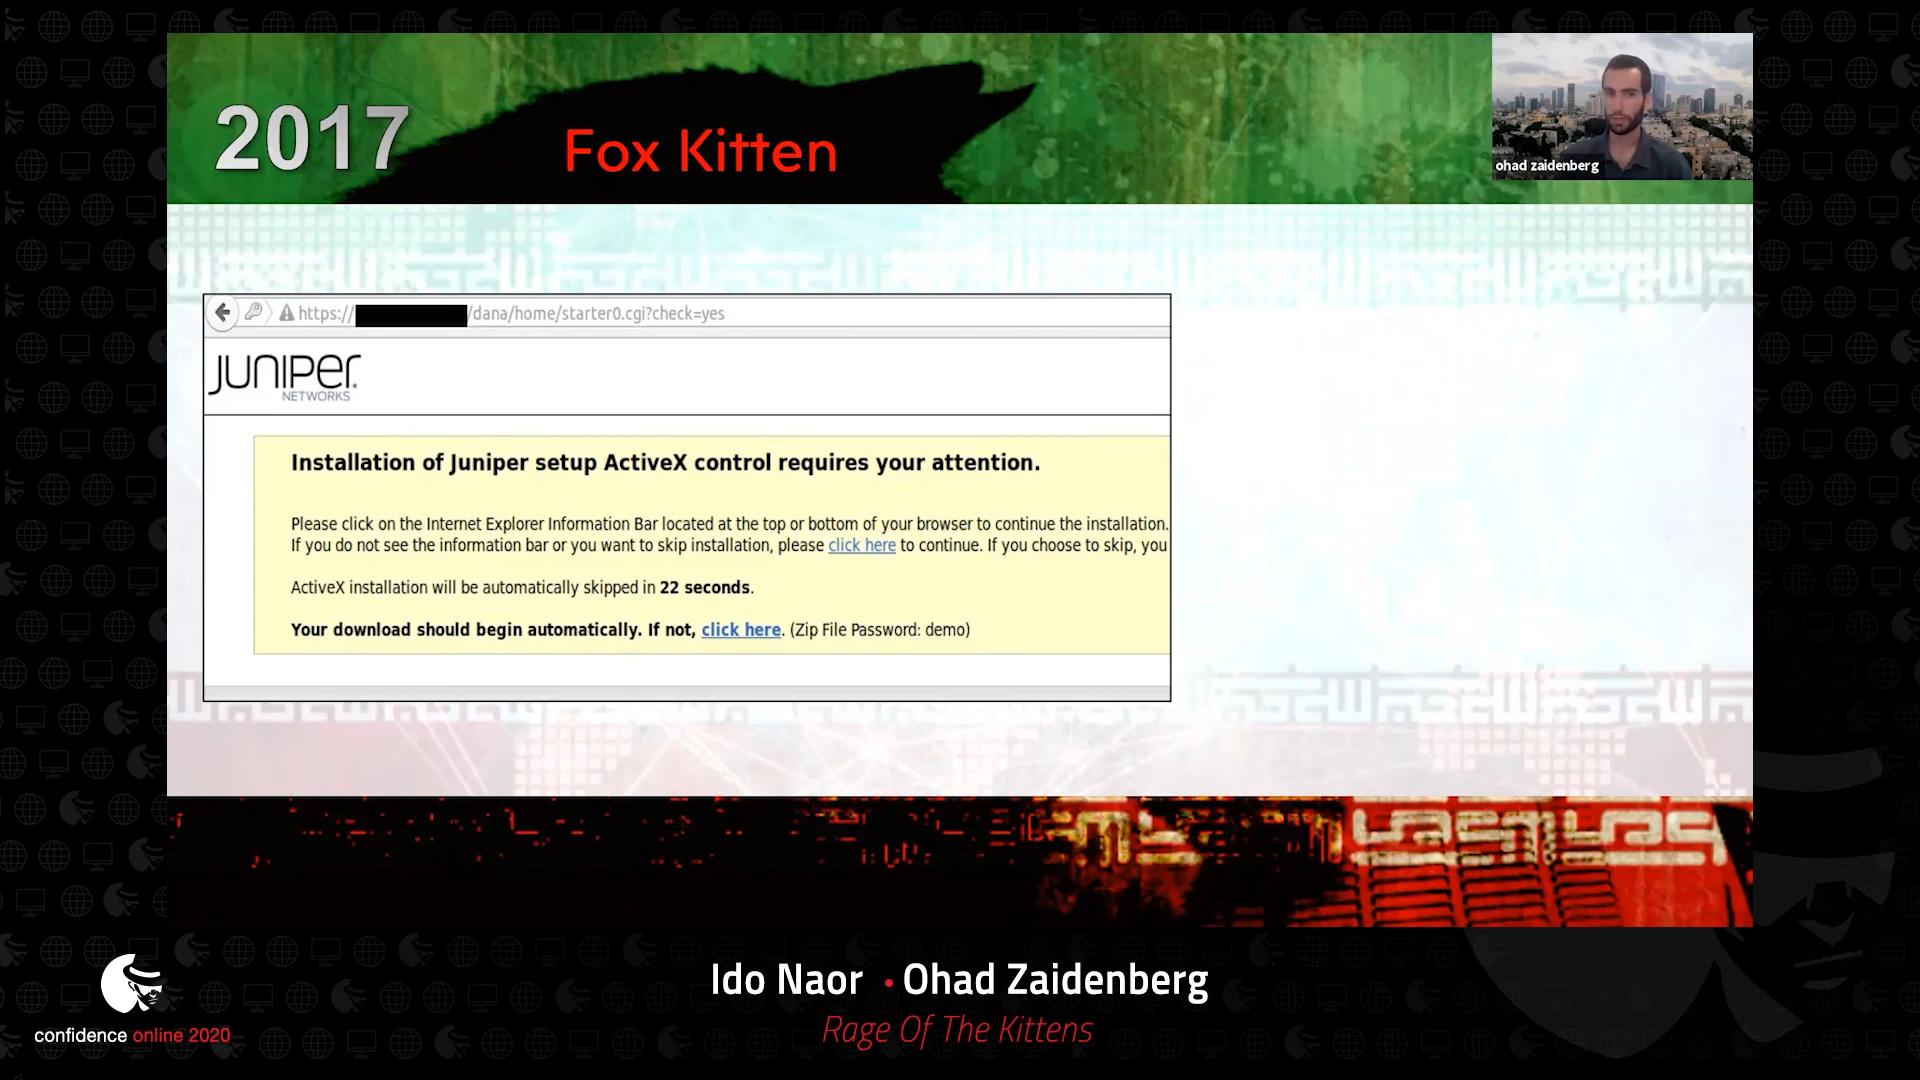 2017
Fox Kitten
ohad zaidenberg
https://
/dana/home/starter0.cgi?check=yes
JUNIPER
NETWORKS
Installation of Juniper setup ActiveX control requires your attention.
Please click on the Internet Explorer Information Bar located at the top or bottom of your browser to continue the installation.
If you do not see the information bar or you want to skip installation, please click here to continue. If you choose to skip, you
ActiveX installation will be automatically skipped in 22 seconds.
Your download should begin automatically. If not, click here. (Zip File Password: demo)
Ido Naor • Ohad Zaidenberg
Rage Of The Kittens
confidence online 2020